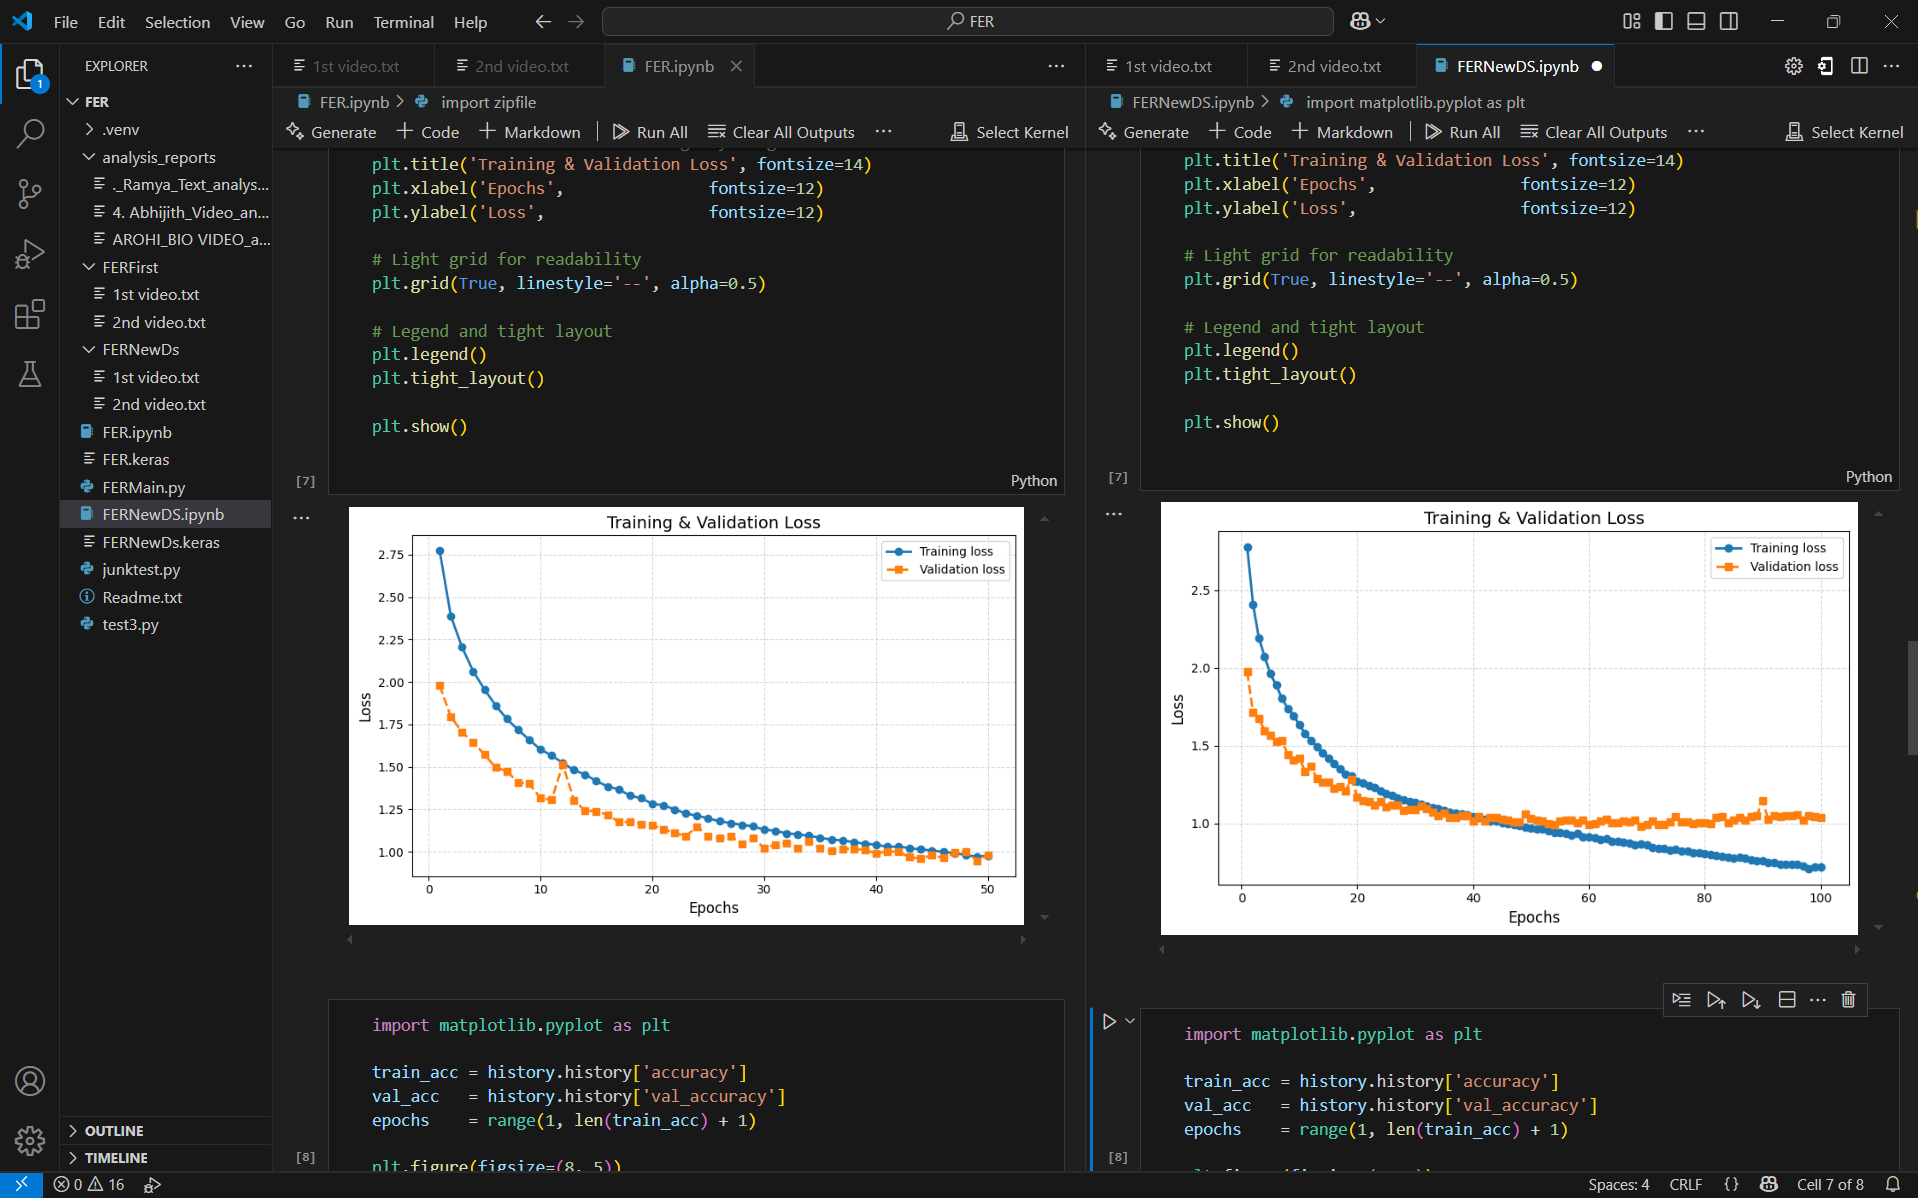 File Edit Selection View Go Run Terminal Help
FER
EXPLORER
FER
.venv
analysis_reports
._Ramya_Text_analys...
4. Abhijith_Video_an...
AROHI_BIO VIDEO_a...
FERFirst
1st video.txt
2nd video.txt
FERNewDs
1st video.txt
2nd video.txt
FER.ipynb
FER.keras
FERMain.py
FERNewDS.ipynb
FERNewDs.keras
junktest.py
Readme.txt
test3.py
OUTLINE
TIMELINE
1
1st video.txt 2nd video.txt FER.ipynb
FER.ipynb > import zipfile
Generate + Code + Markdown Run All Clear All Outputs ... Select Kernel
plt.title('Training & Validation Loss', fontsize=14)
plt.xlabel('Epochs', fontsize=12)
plt.ylabel('Loss', fontsize=12)
# Light grid for readability
plt.grid(True, linestyle='--', alpha=0.5)
# Legend and tight layout
plt.legend()
plt.tight_layout()
plt.show()
[7] Python
Training & Validation Loss
Training loss
Validation loss
2.75
2.50
2.25
2.00
1.75
1.50
1.25
1.00
Loss
0 10 20 30 40 50
Epochs
import matplotlib.pyplot as plt
train_acc = history.history['accuracy']
val_acc = history.history['val_accuracy']
epochs = range(1, len(train_acc) + 1)
[8] plt.figure(figsize=(8, 5))
1st video.txt 2nd video.txt FERNewDS.ipynb
FERNewDS.ipynb > import matplotlib.pyplot as plt
Generate + Code + Markdown Run All Clear All Outputs ... Select Kernel
plt.title('Training & Validation Loss', fontsize=14)
plt.xlabel('Epochs', fontsize=12)
plt.ylabel('Loss', fontsize=12)
# Light grid for readability
plt.grid(True, linestyle='--', alpha=0.5)
# Legend and tight layout
plt.legend()
plt.tight_layout()
plt.show()
[7] Python
Training & Validation Loss
Training loss
Validation loss
2.5
2.0
1.5
1.0
Loss
0 20 40 60 80 100
Epochs
import matplotlib.pyplot as plt
train_acc = history.history['accuracy']
val_acc = history.history['val_accuracy']
epochs = range(1, len(train_acc) + 1)
[8]
0 16 Spaces: 4 CRLF {} Cell 7 of 8